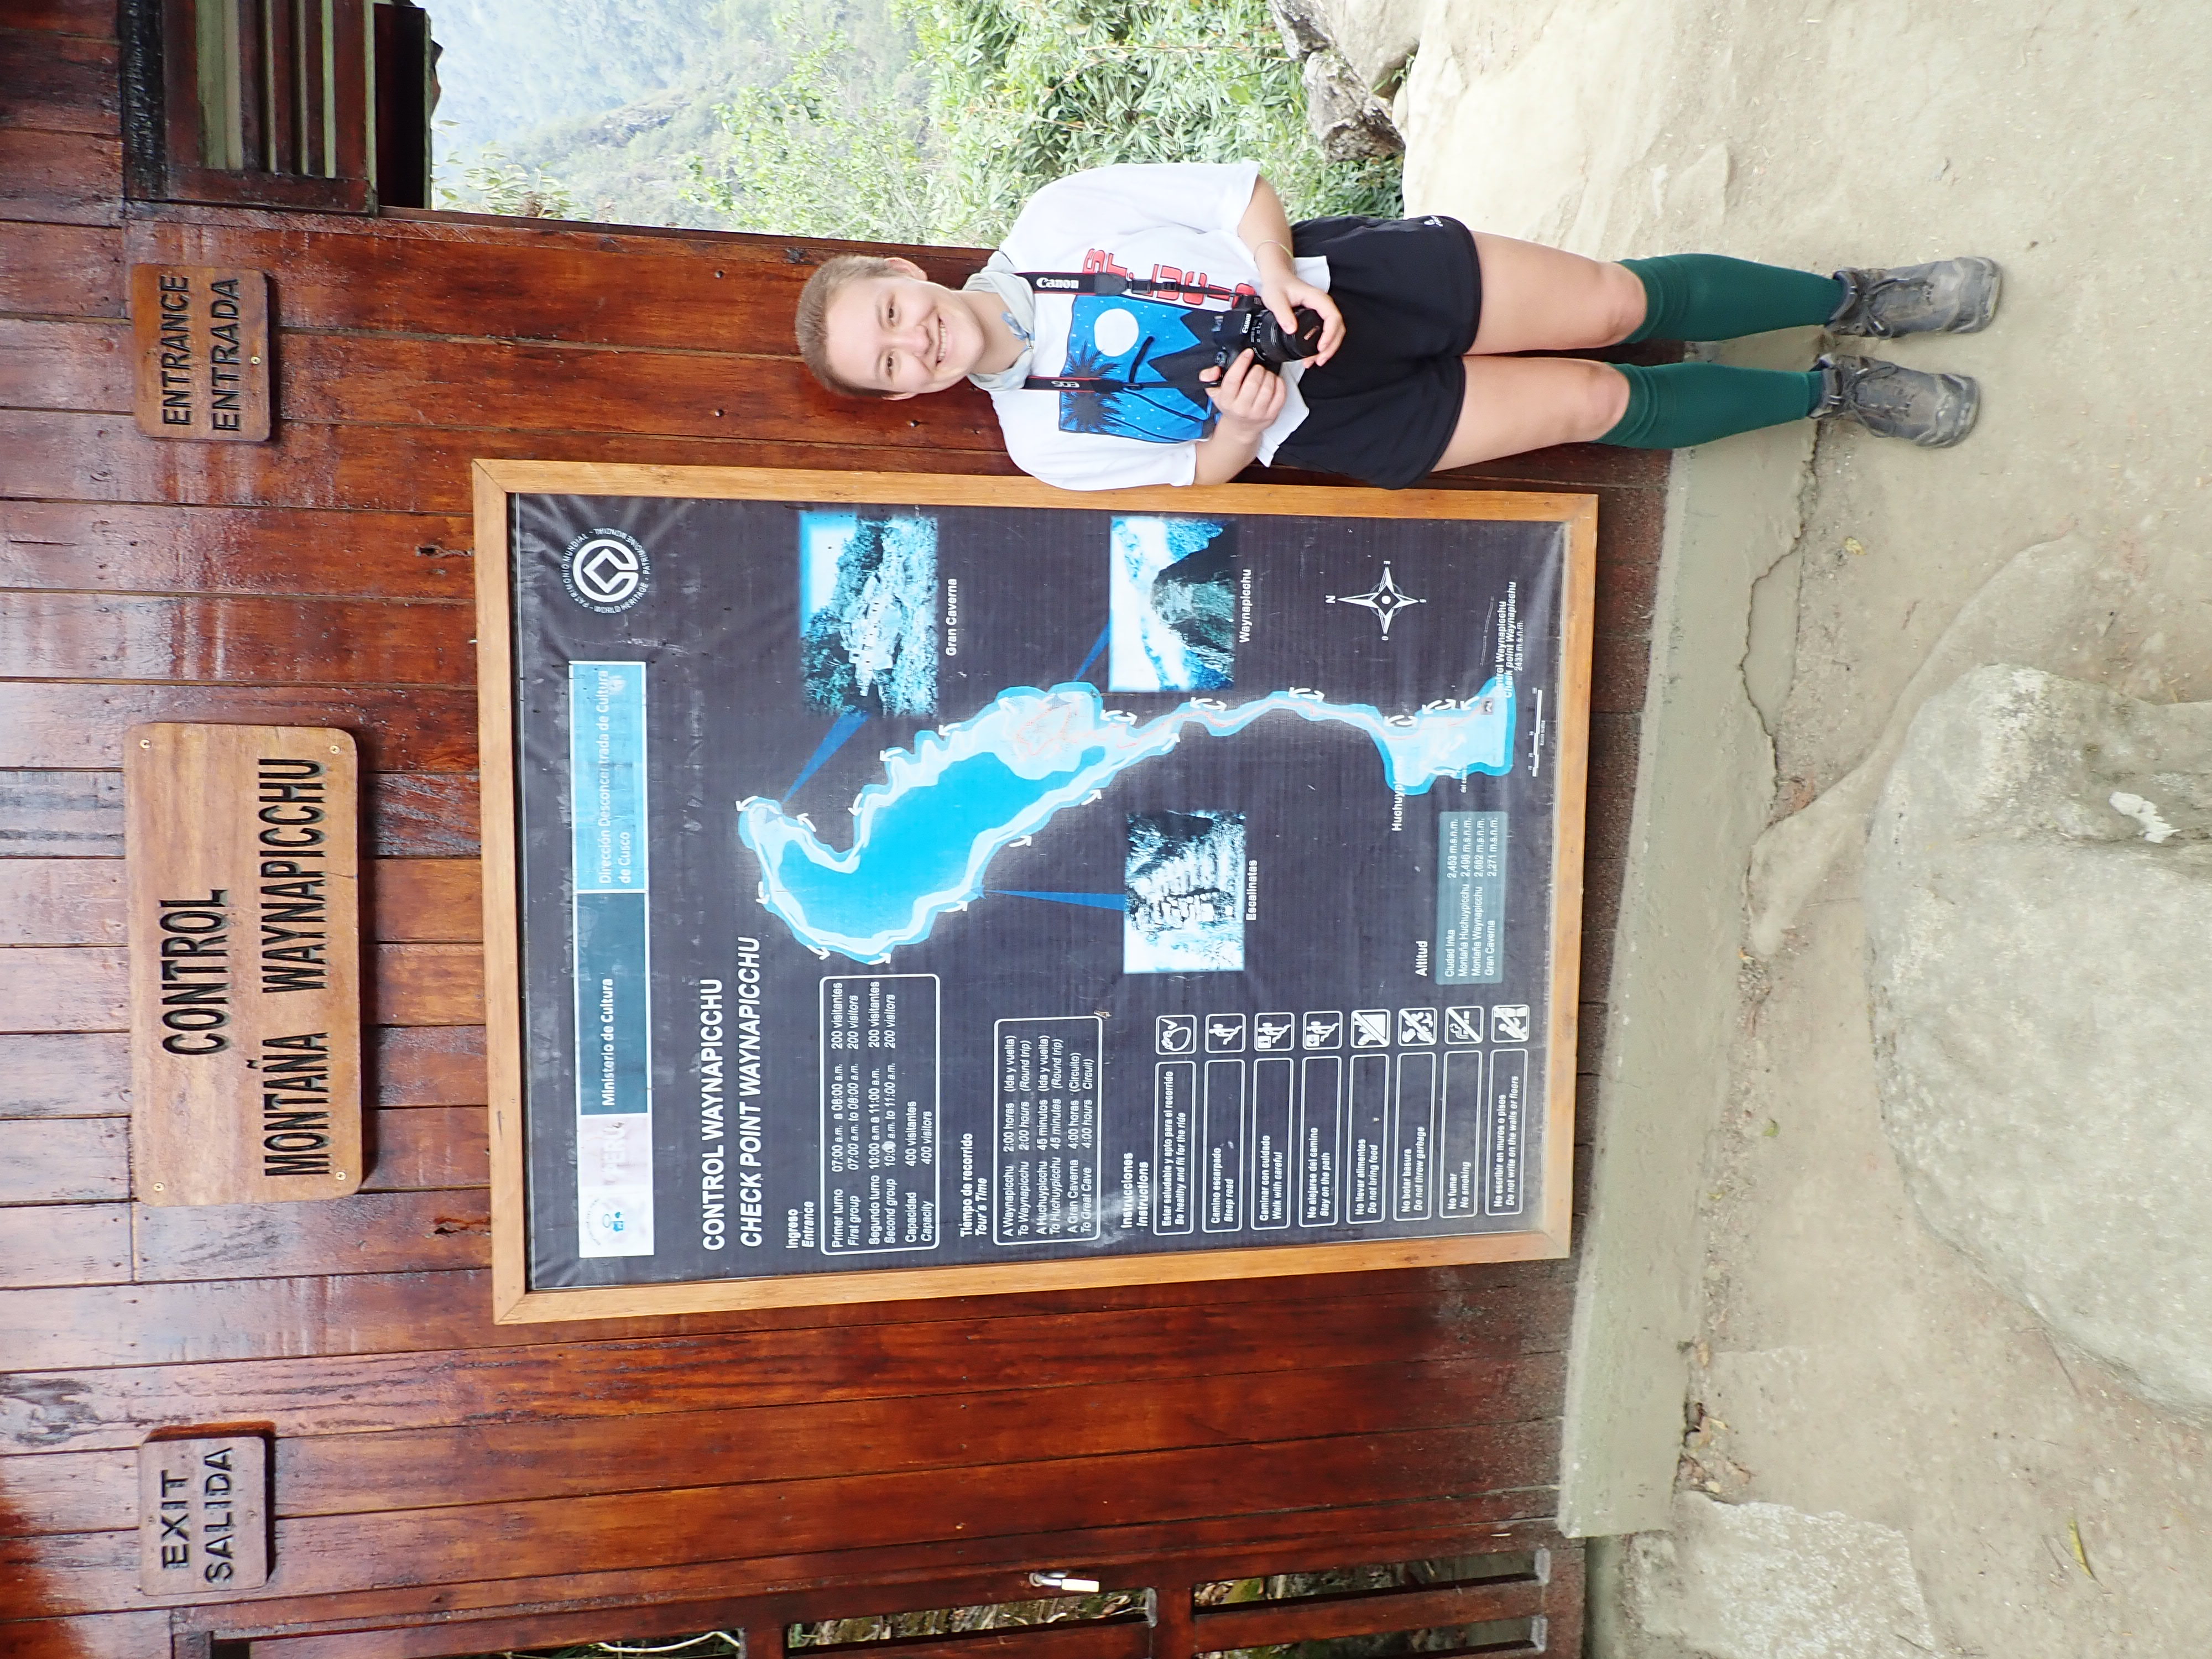 EXIT
SALIDA
CONTROL
MONTAÑA WAYNAPICCHU
ENTRANCE
ENTRADA
PERÚ
Ministerio de Cultura
Dirección Desconcentrada de Cultura
de Cusco
PATRIMONIO MUNDIAL
WORLD HERITAGE
PATRIMOINE MONDIAL
CONTROL WAYNAPICCHU
CHECK POINT WAYNAPICCHU
Ingreso
Entrance
Primer turno 07:00 a.m. a 08:00 a.m. 200 visitantes
First group 07:00 a.m. to 08:00 a.m. 200 visitors
Segundo turno 10:00 a.m a 11:00 a.m. 200 visitantes
Second group 10:00 a.m. to 11:00 a.m. 200 visitors
Capacidad 400 visitantes
Capacity 400 visitors
Gran Caverna
Tiempo de recorrido
Tour's Time
A Waynapicchu 2:00 horas (Ida y vuelta)
To Waynapicchu 2:00 hours (Round trip)
A Huchuypicchu 45 minutos (Ida y vuelta)
To Huchuypicchu 45 minutes (Round trip)
A Gran Caverna 4:00 horas (Circuito)
To Great Cave 4:00 hours Circuit)
Instrucciones
Instructions
Estar saludable y apto para el recorrido
Be healthy and fit for the ride
Camino escarpado
Steep road
Caminar con cuidado
Walk with careful
No alejarse del camino
Stay on the path
No llevar alimentos
Do not bring food
No botar basura
Do not throw garbage
No fumar
No smoking
No escribir en muros o pisos
Do not write on the walls or floors
Escalinatas
Waynapicchu
N
S
Altitud
Ciudad Inka 2,453 m.s.n.m.
Montaña Huchuypicchu 2,496 m.s.n.m.
Montaña Waynapicchu 2,682 m.s.n.m.
Gran Caverna 2,271 m.s.n.m.
Control Waynapicchu
Check point Waynapicchu
2433 m.s.n.m.
EOS
Canon
Canon